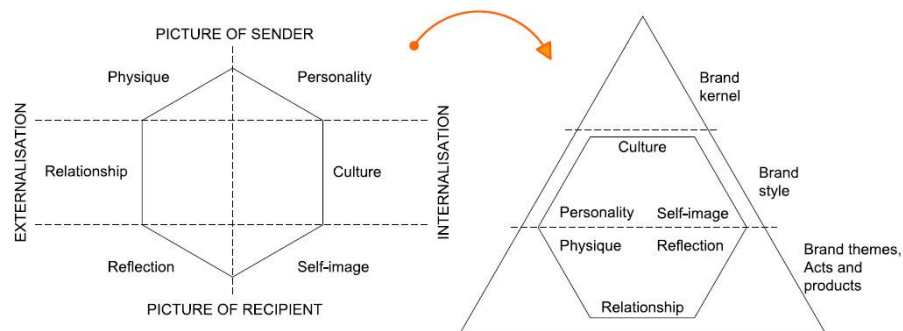 PICTURE OF SENDER
Physique
Personality
EXTERNALISATION
Relationship
Culture
INTERNALISATION
Reflection
Self-image
PICTURE OF RECIPIENT
Brand
kernel
Culture
Brand
style
Personality
Self-image
Physique
Reflection
Brand themes,
Acts and
products
Relationship